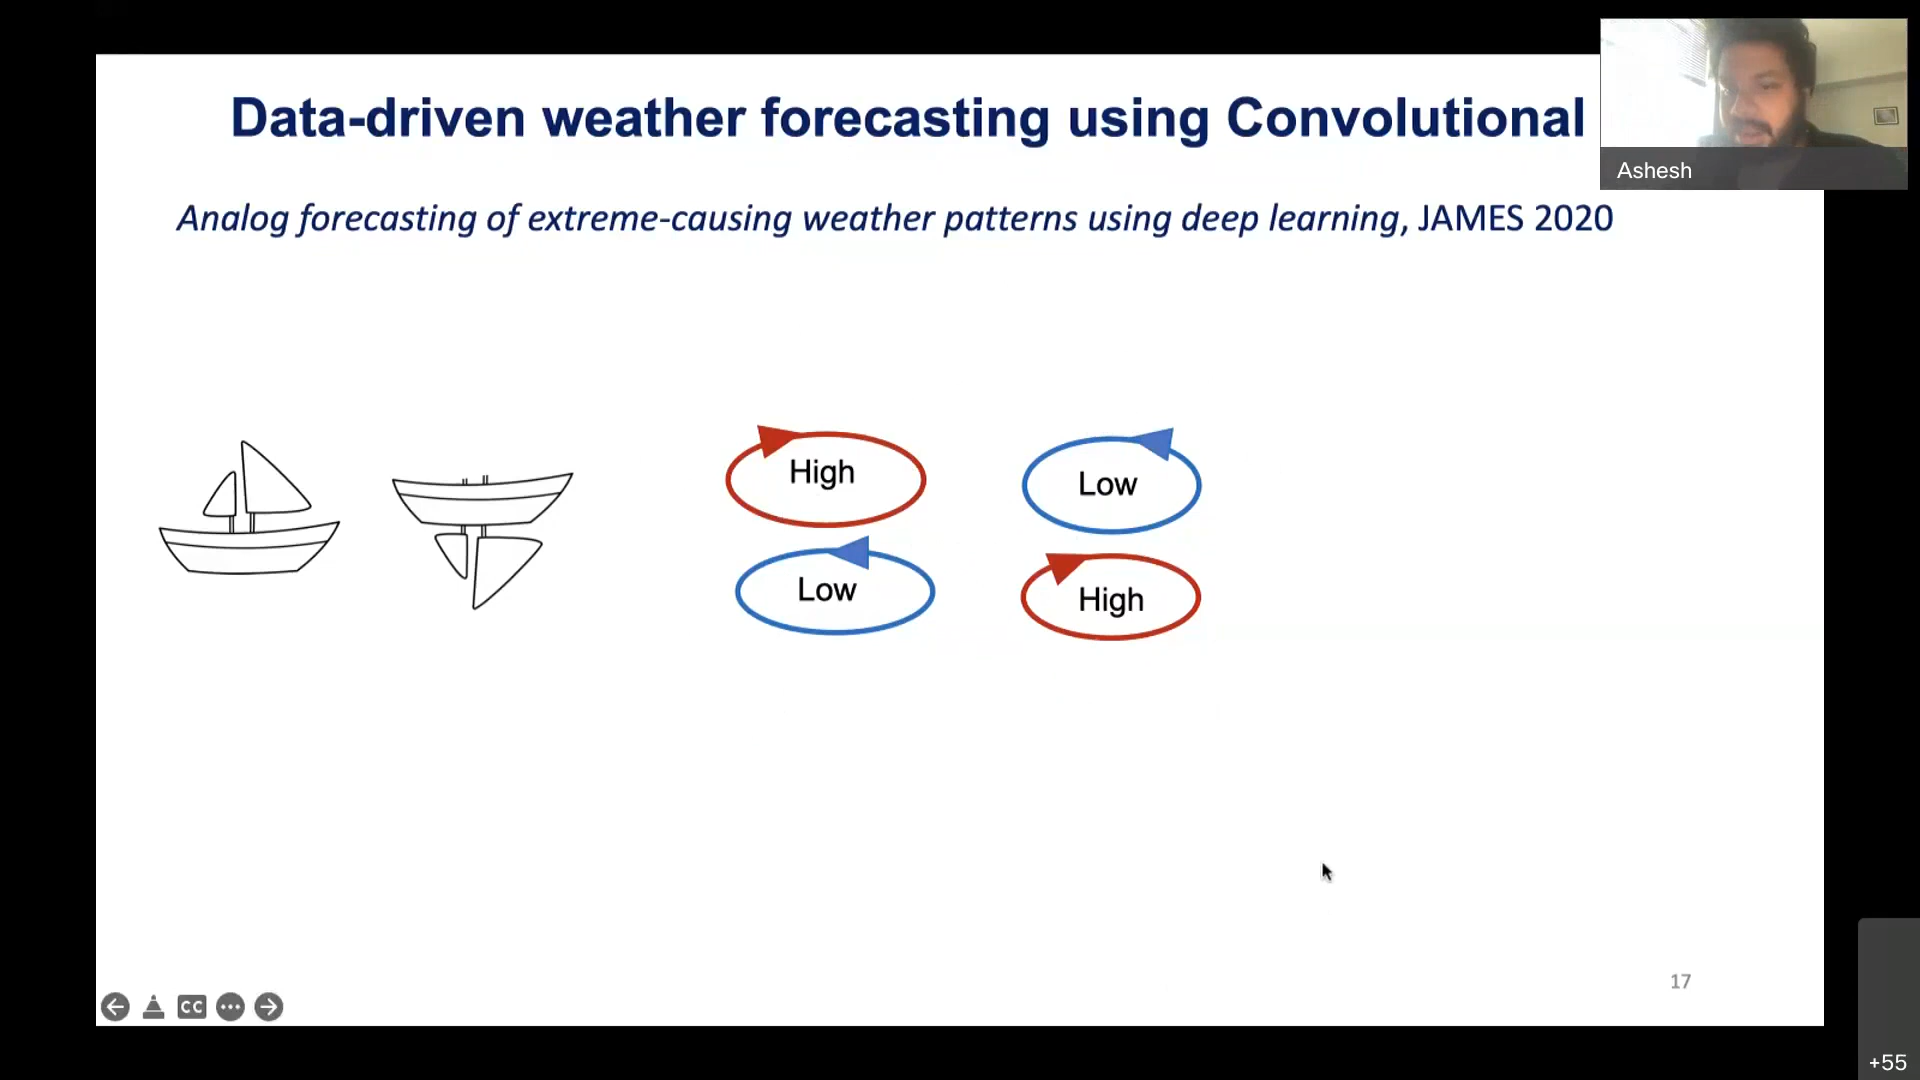 Data-driven weather forecasting using Convolutional
Ashesh
Analog forecasting of extreme-causing weather patterns using deep learning, JAMES 2020
High
Low
Low
High
17
CC
+55